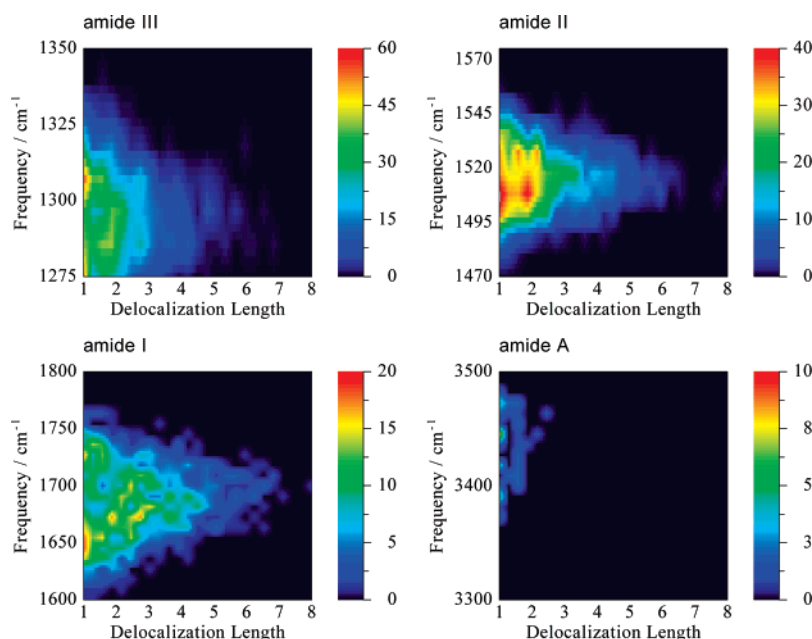 amide III
1350
1325
1300
1275
Frequency / cm-1
1 2 3 4 5 6 7 8
Delocalization Length
60
45
30
15
0
amide II
1570
1545
1520
1495
1470
Frequency / cm-1
1 2 3 4 5 6 7 8
Delocalization Length
40
30
20
10
0
amide I
1800
1750
1700
1650
1600
Frequency / cm-1
1 2 3 4 5 6 7 8
Delocalization Length
20
15
10
5
0
amide A
3500
3400
3300
Frequency / cm-1
1 2 3 4 5 6 7 8
Delocalization Length
10
8
5
3
0